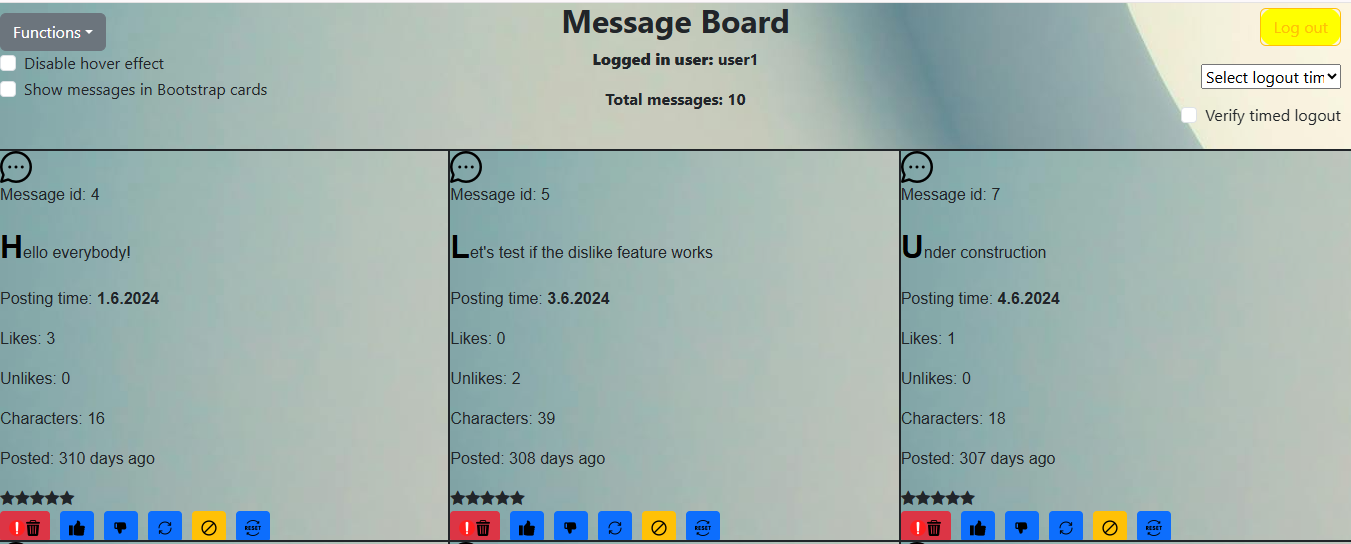 Functions
Message Board
Log out
Disable hover effect
Logged in user: user1
Select logout tim
Show messages in Bootstrap cards
Total messages: 10
Verify timed logout
Message id: 4
Hello everybody!
Posting time: 1.6.2024
Likes: 3
Unlikes: 0
Characters: 16
Posted: 310 days ago
RESET
Message id: 5
Let's test if the dislike feature works
Posting time: 3.6.2024
Likes: 0
Unlikes: 2
Characters: 39
Posted: 308 days ago
RESET
Message id: 7
Under construction
Posting time: 4.6.2024
Likes: 1
Unlikes: 0
Characters: 18
Posted: 307 days ago
RESET